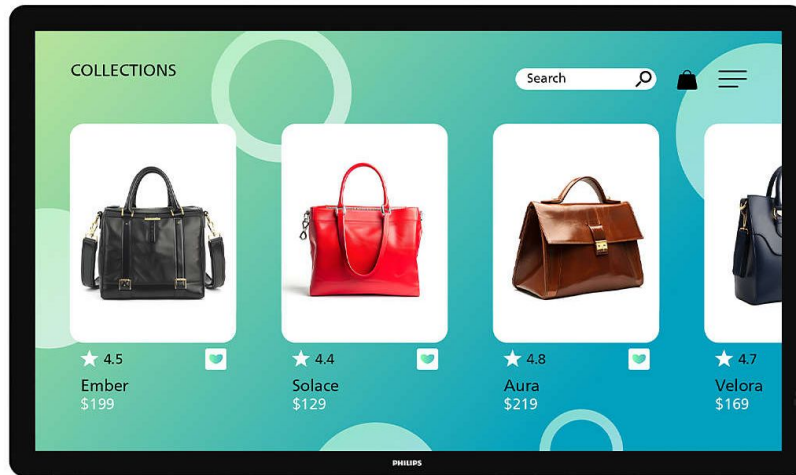 COLLECTIONS
Search
4.5
Ember
$199
4.4
Solace
$129
4.8
Aura
$219
4.7
Velora
$169
PHILIPS